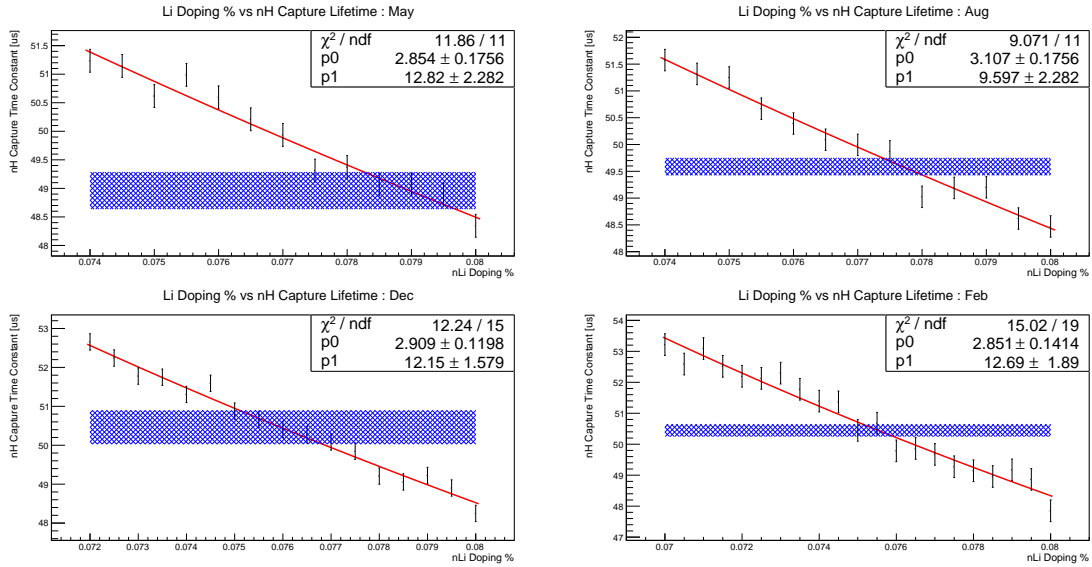 Li Doping % vs nH Capture Lifetime : May
χ² / ndf 11.86 / 11
p0 2.854 ± 0.1756
p1 12.82 ± 2.282
nH Capture Time Constant [us]
51.5
51
50.5
50
49.5
49
48.5
48
0.074 0.075 0.076 0.077 0.078 0.079 0.08
nLi Doping %
Li Doping % vs nH Capture Lifetime : Aug
χ² / ndf 9.071 / 11
p0 3.107 ± 0.1756
p1 9.597 ± 2.282
nH Capture Time Constant [us]
52
51.5
51
50.5
50
49.5
49
48.5
48
0.074 0.075 0.076 0.077 0.078 0.079 0.08
nLi Doping %
Li Doping % vs nH Capture Lifetime : Dec
χ² / ndf 12.24 / 15
p0 2.909 ± 0.1198
p1 12.15 ± 1.579
nH Capture Time Constant [us]
53
52
51
50
49
48
0.072 0.073 0.074 0.075 0.076 0.077 0.078 0.079 0.08
nLi Doping %
Li Doping % vs nH Capture Lifetime : Feb
χ² / ndf 15.02 / 19
p0 2.851 ± 0.1414
p1 12.69 ± 1.89
nH Capture Time Constant [us]
54
53
52
51
50
49
48
47
0.07 0.072 0.074 0.076 0.078 0.08
nLi Doping %